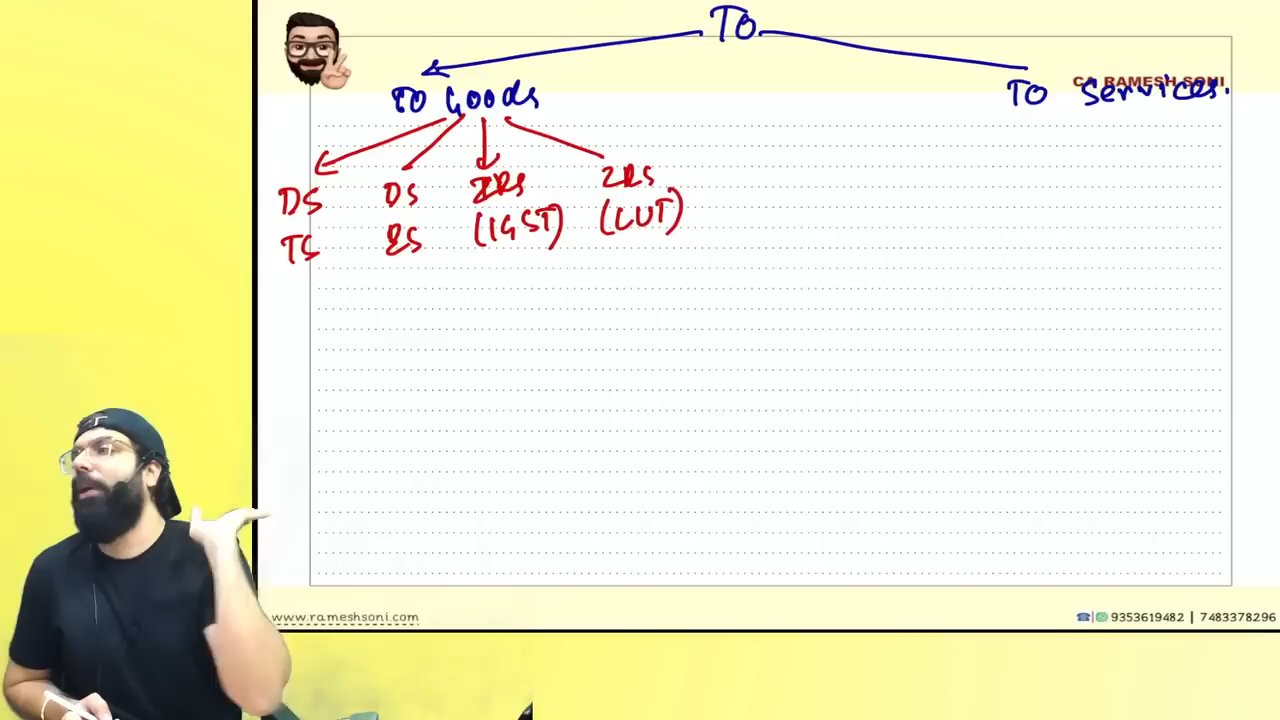 TO
CA RAMESH SONI
TO Goods
TO Services.
DS DS ZRS ZRS
TS ES (IGST) (LUT)
www.rameshsoni.com
9353619482 | 7483378296